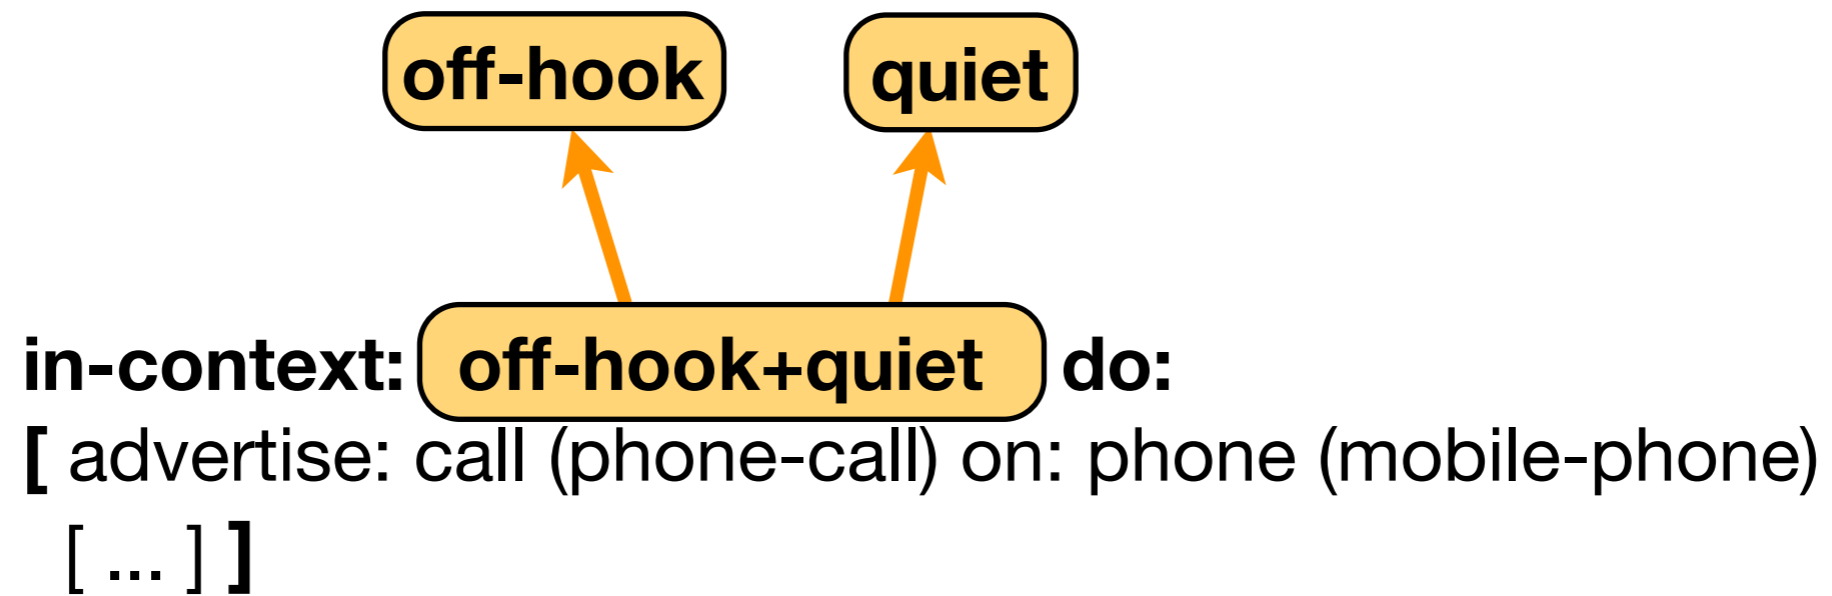 off-hook quiet
in-context: off-hook+quiet do:
[ advertise: call (phone-call) on: phone (mobile-phone)
[ ... ] ]